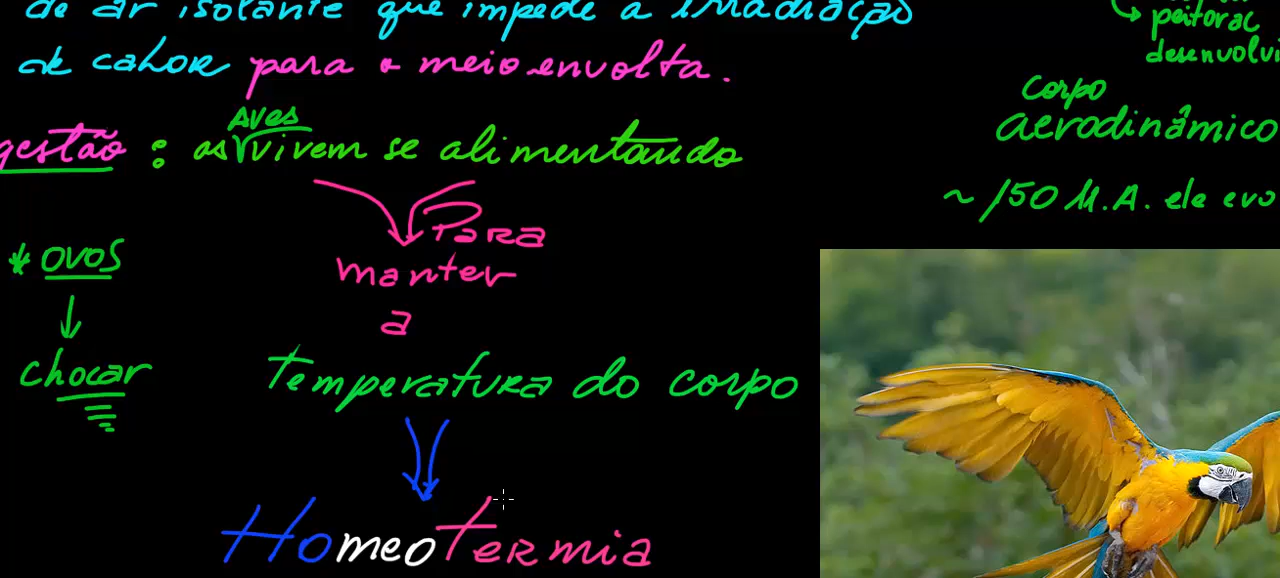 de ar isolante que impede a irradiação
de calor para o meio envolta.
gestão : as aves vivem se alimentando
Para
manter
a
* ovos
↓
chocar
Temperatura do corpo
Homeotermia
peitoral
desenvolvi
corpo
aerodinâmico
~ 150 M.A. ele evo